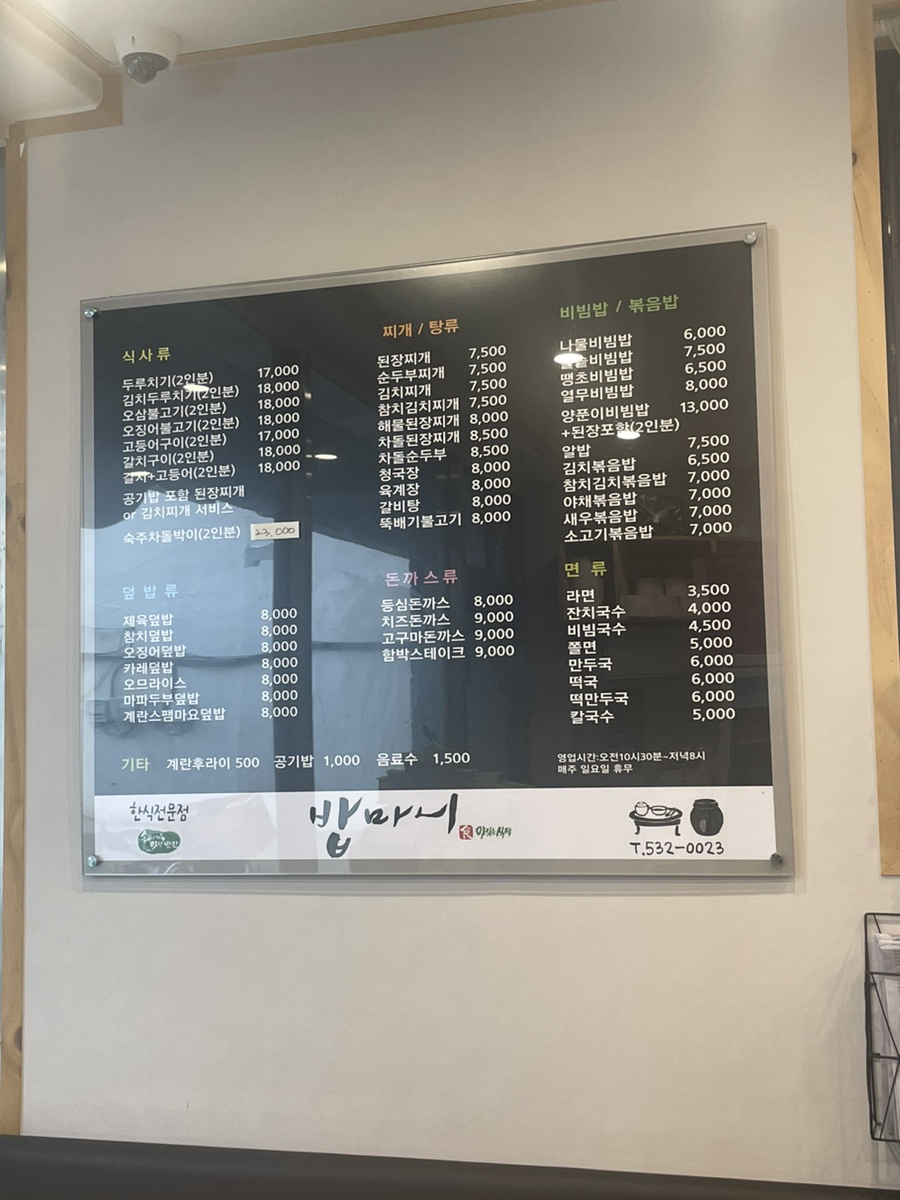 식사류
두루치기(2인분) 17,000
김치두루치기(2인분) 18,000
오삼불고기(2인분) 18,000
오징어불고기(2인분) 18,000
고등어구이(2인분) 17,000
갈치구이(2인분) 18,500
갈치+고등어(2인분) 18,000
공기밥 포함 된장찌개
or 김치찌개 서비스
숙주차돌박이(2인분) 23,000
덮밥류
제육덮밥 8,000
참치덮밥 8,000
오징어덮밥 8,000
카레덮밥 8,000
오므라이스 8,000
마파두부덮밥 8,000
계란스팸마요덮밥 8,000
찌개 / 탕류
된장찌개 7,500
순두부찌개 7,500
김치찌개 7,500
참치김치찌개 7,500
해물된장찌개 8,000
차돌된장찌개 8,500
차돌순두부 8,500
청국장 8,000
육계장 8,000
갈비탕 8,000
뚝배기불고기 8,000
돈까스류
등심돈까스 8,000
치즈돈까스 9,000
고구마돈까스 9,000
함박스테이크 9,000
비빔밥 / 볶음밥
나물비빔밥 6,000
비빔밥 7,500
땡초비빔밥 6,500
열무비빔밥 8,000
양푼이비빔밥 13,000
+된장포함(2인분)
알밥 7,500
김치볶음밥 6,500
참치김치볶음밥 7,000
야채볶음밥 7,000
새우볶음밥 7,000
소고기볶음밥 7,000
면류
라면 3,500
잔치국수 4,000
비빔국수 4,500
쫄면 5,000
만두국 6,000
떡국 6,000
떡만두국 6,000
칼국수 5,000
기타 계란후라이 500 공기밥 1,000 음료수 1,500
영업시간:오전10시30분~저녁8시
매주 일요일 휴무
한식전문점
밥마시
食 맛있는식탁
T.532-0023